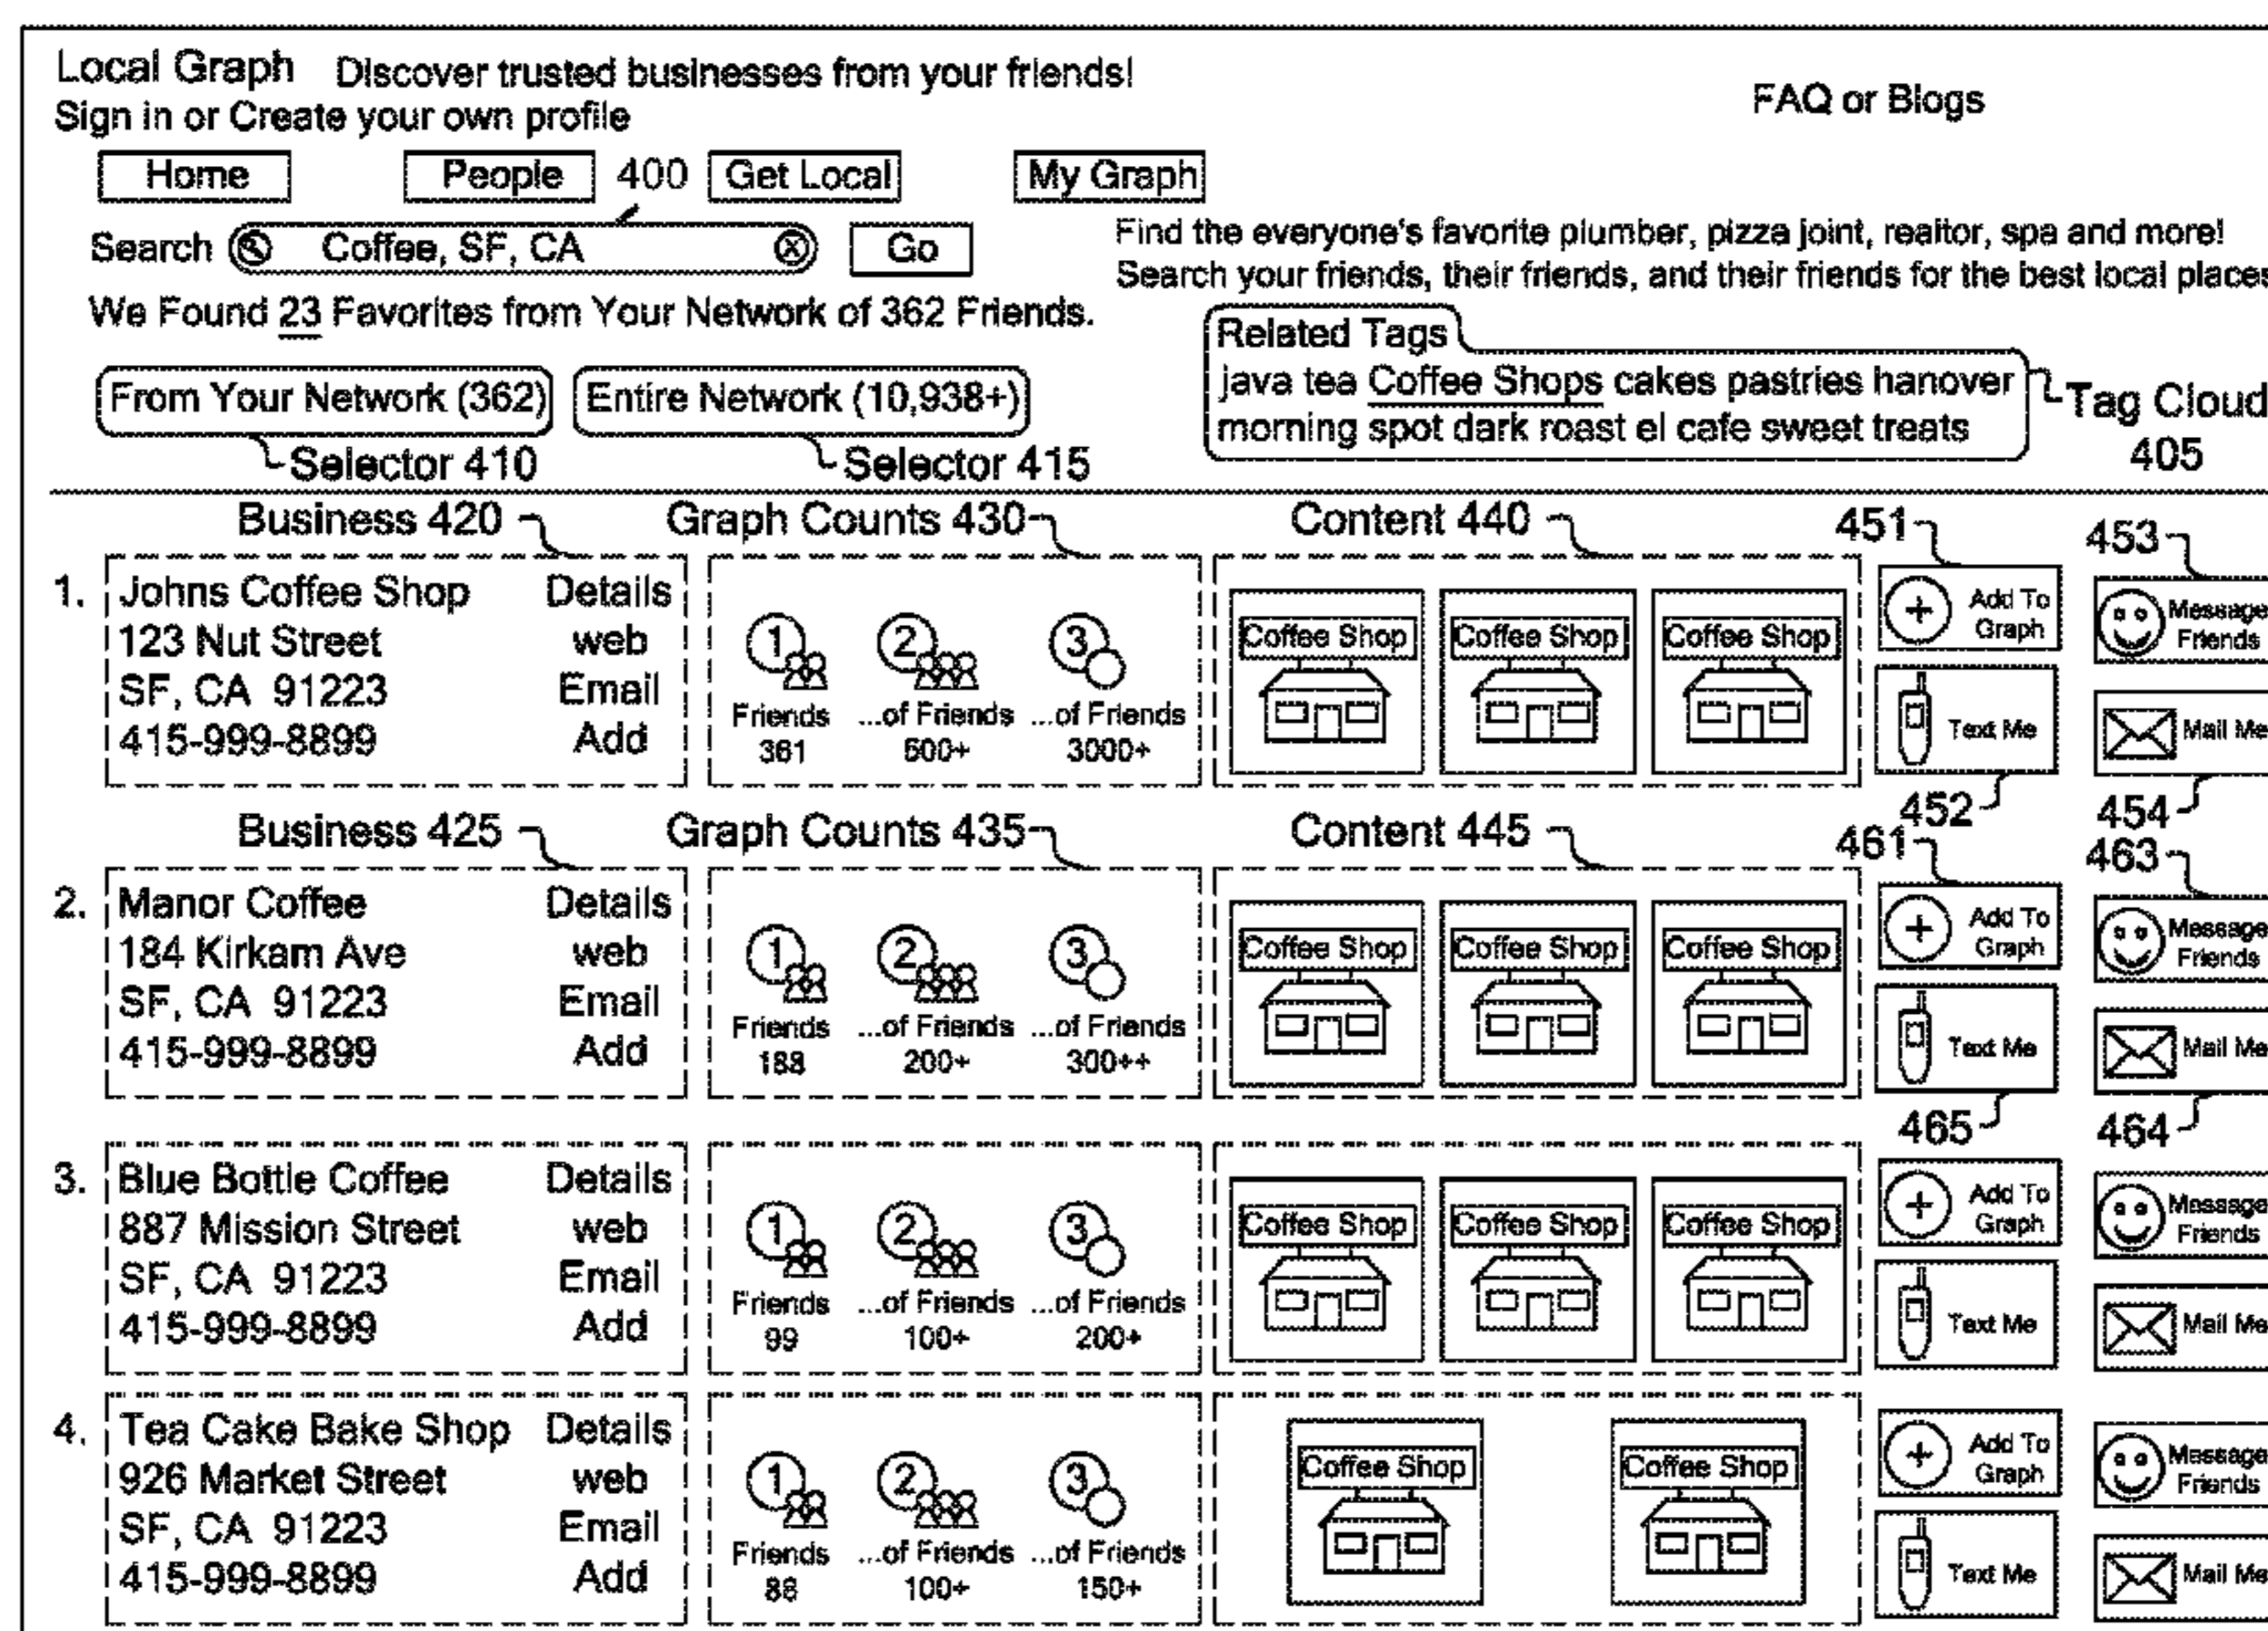 Local Graph Discover trusted businesses from your friends!
Sign in or Create your own profile
FAQ or Blogs
Home People 400 Get Local My Graph
Search Coffee, SF, CA Go
Find the everyone's favorite plumber, pizza joint, realtor, spa and more!
Search your friends, their friends, and their friends for the best local places
We Found 23 Favorites from Your Network of 362 Friends.
Related Tags
java tea Coffee Shops cakes pastries hanover
morning spot dark roast el cafe sweet treats
Tag Cloud
405
From Your Network (362) Entire Network (10,938+)
Selector 410 Selector 415
Business 420 Graph Counts 430 Content 440 451 453
1. Johns Coffee Shop Details
123 Nut Street web
SF, CA 91223 Email
415-999-8899 Add
1 2 3
Friends ...of Friends ...of Friends
361 500+ 3000+
Coffee Shop Coffee Shop Coffee Shop
Add To
Graph
Message
Friends
Text Me Mail Me
452 454
Business 425 Graph Counts 435 Content 445 461 463
2. Manor Coffee Details
184 Kirkam Ave web
SF, CA 91223 Email
415-999-8899 Add
1 2 3
Friends ...of Friends ...of Friends
188 200+ 300++
Coffee Shop Coffee Shop Coffee Shop
Add To
Graph
Message
Friends
Text Me Mail Me
465 464
3. Blue Bottle Coffee Details
887 Mission Street web
SF, CA 91223 Email
415-999-8899 Add
1 2 3
Friends ...of Friends ...of Friends
99 100+ 200+
Coffee Shop Coffee Shop Coffee Shop
Add To
Graph
Message
Friends
Text Me Mail Me
4. Tea Cake Bake Shop Details
926 Market Street web
SF, CA 91223 Email
415-999-8899 Add
1 2 3
Friends ...of Friends ...of Friends
88 100+ 150+
Coffee Shop Coffee Shop
Add To
Graph
Message
Friends
Text Me Mail Me